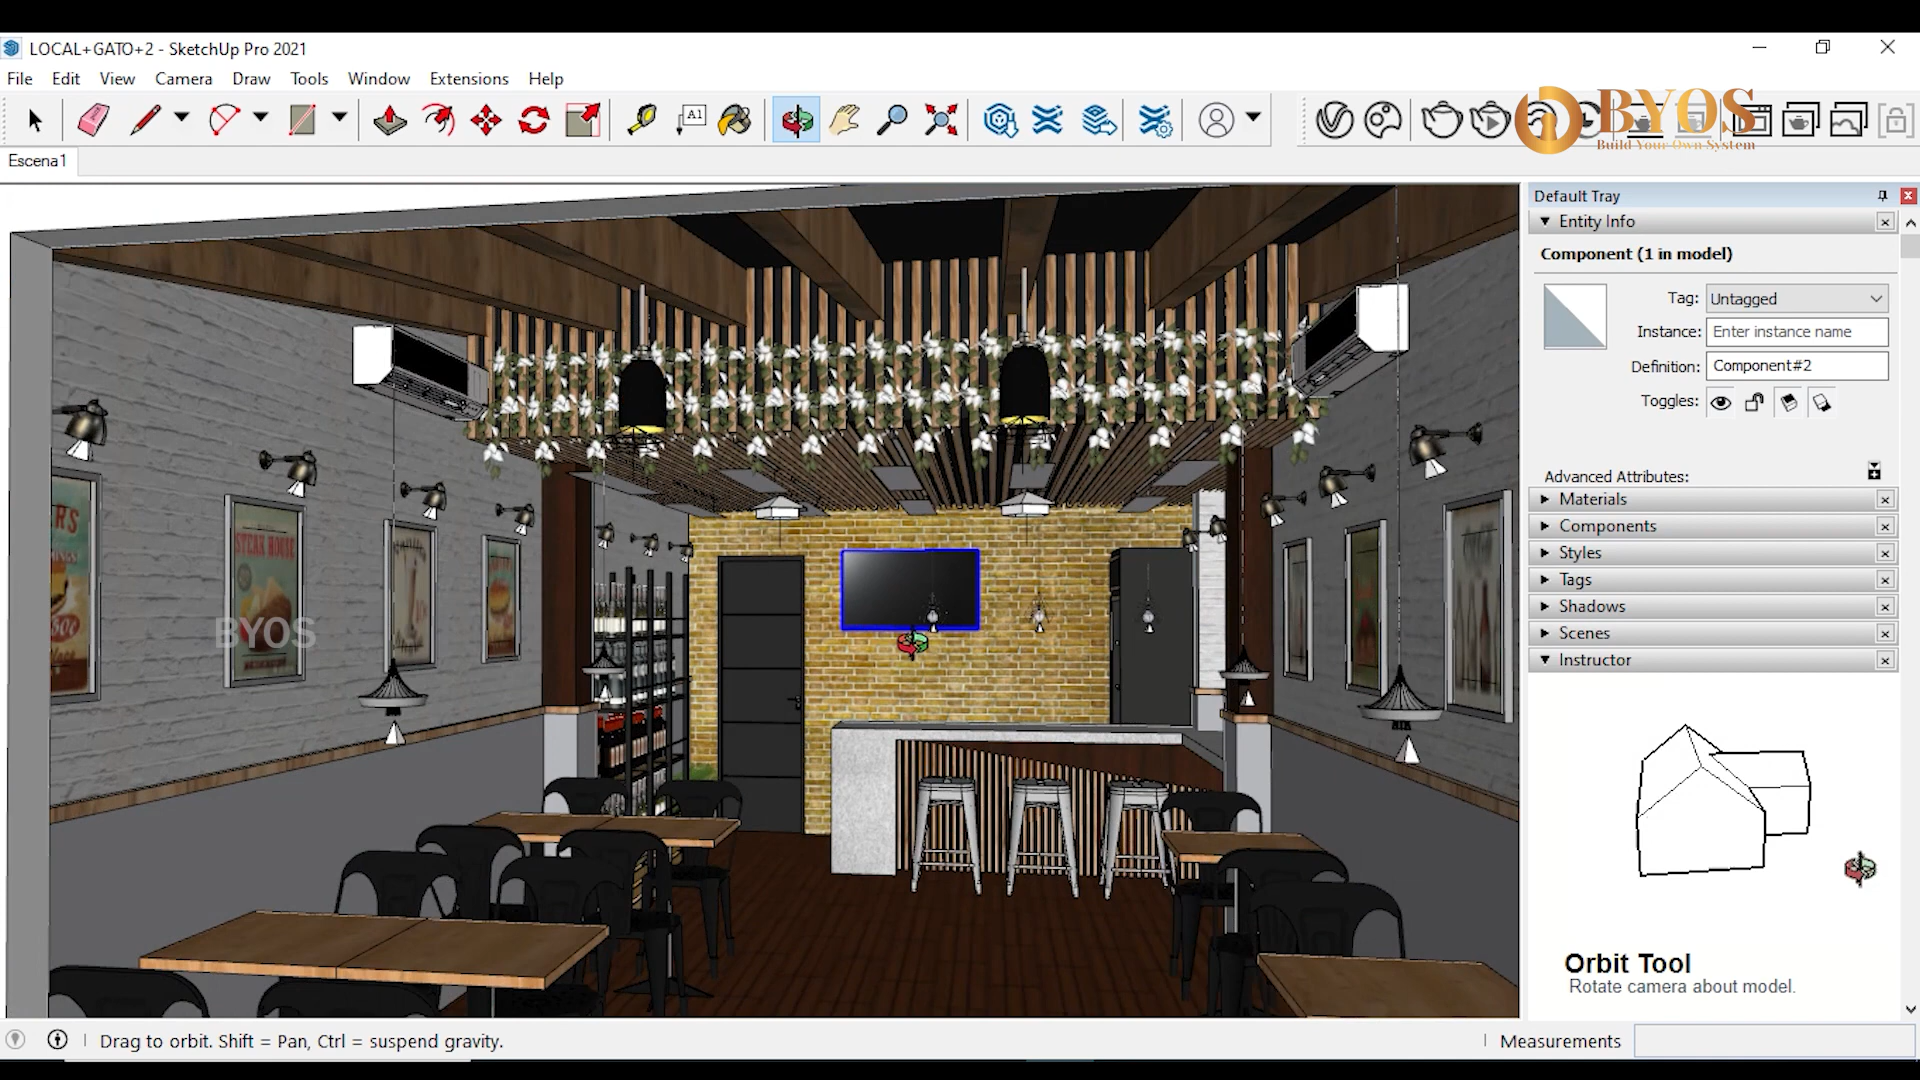 LOCAL+GATO+2 - SketchUp Pro 2021
File Edit View Camera Draw Tools Window Extensions Help
A1
BYOS
Build Your Own System
Escena1
Default Tray
Entity Info
Component (1 in model)
Tag: Untagged
Instance: Enter instance name
Definition: Component#2
Toggles:
Advanced Attributes:
Materials
Components
Styles
Tags
Shadows
Scenes
Instructor
STEAK HOUSE
BYOS
Orbit Tool
Rotate camera about model.
Drag to orbit. Shift = Pan, Ctrl = suspend gravity.
Measurements